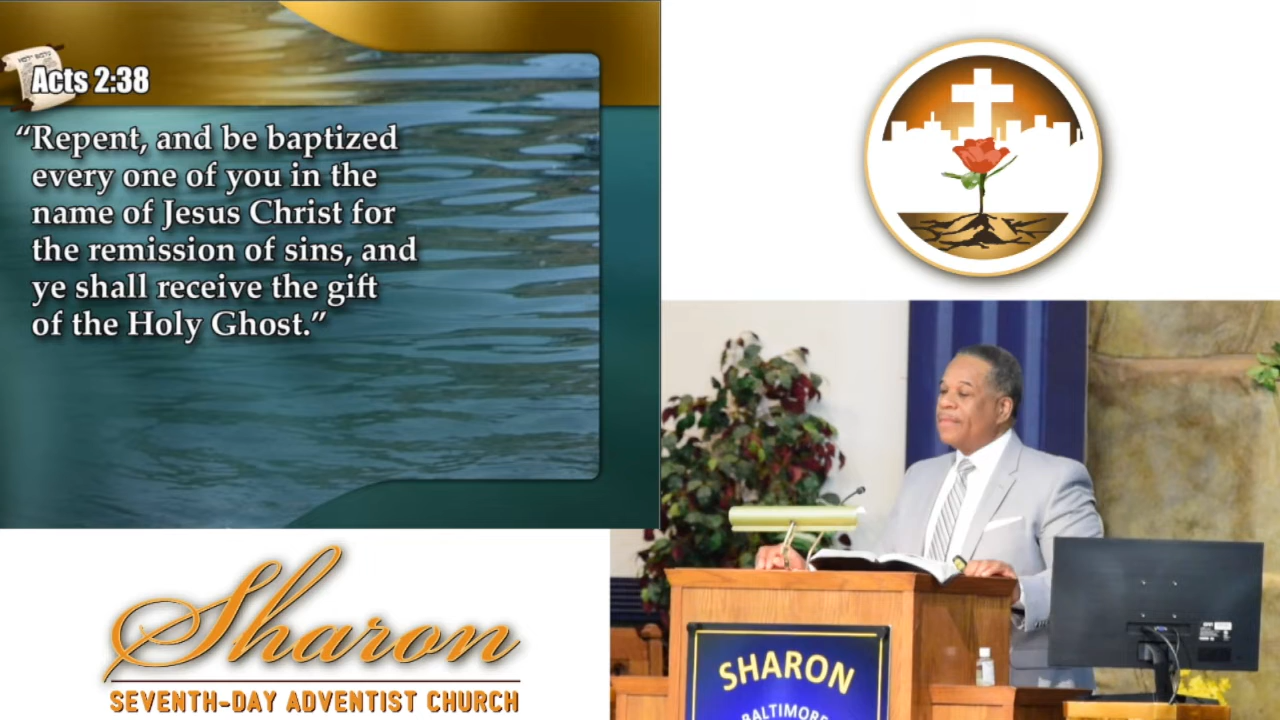 Acts 2:38
“Repent, and be baptized
every one of you in the
name of Jesus Christ for
the remission of sins, and
ye shall receive the gift
of the Holy Ghost.”
Sharon
SEVENTH-DAY ADVENTIST CHURCH
SHARON
BALTIMORE